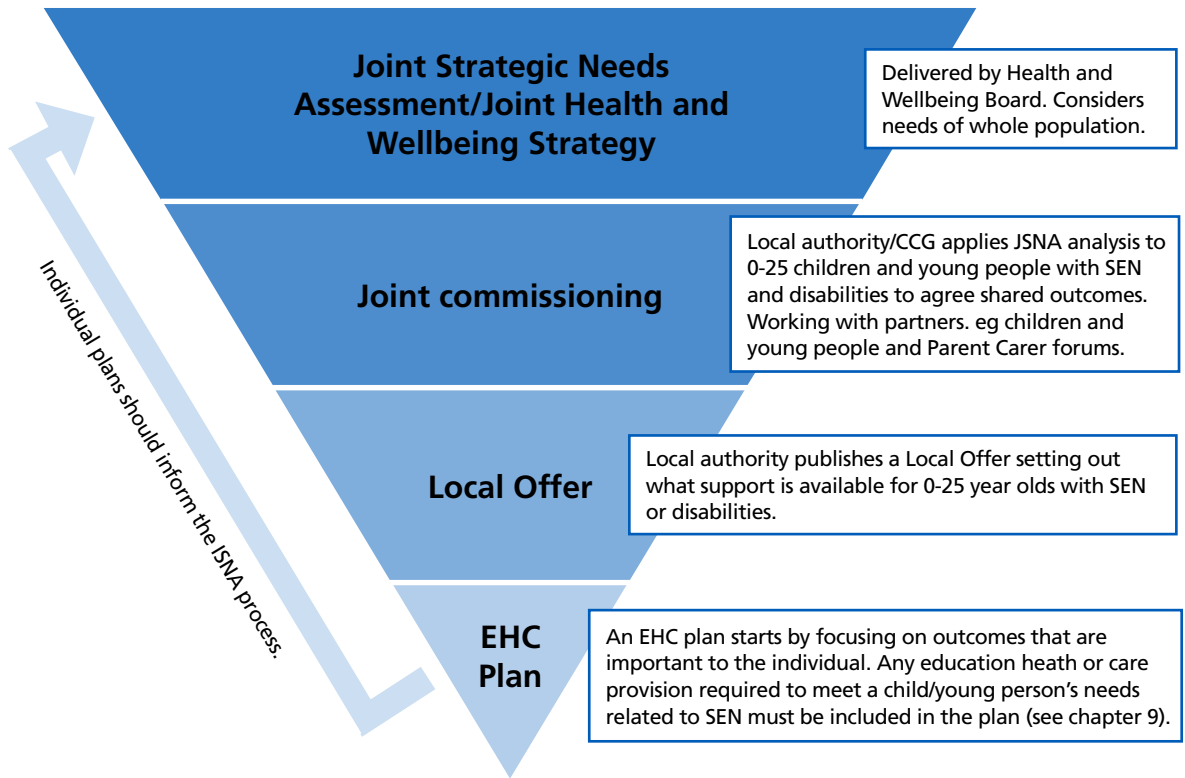 Joint Strategic Needs
Assessment/Joint Health and
Wellbeing Strategy
Delivered by Health and
Wellbeing Board. Considers
needs of whole population.
Joint commissioning
Local authority/CCG applies JSNA analysis to
0-25 children and young people with SEN
and disabilities to agree shared outcomes.
Working with partners. eg children and
young people and Parent Carer forums.
Individual plans should inform the JSNA process.
Local Offer
Local authority publishes a Local Offer setting out
what support is available for 0-25 year olds with SEN
or disabilities.
EHC
Plan
An EHC plan starts by focusing on outcomes that are
important to the individual. Any education heath or care
provision required to meet a child/young person’s needs
related to SEN must be included in the plan (see chapter 9).